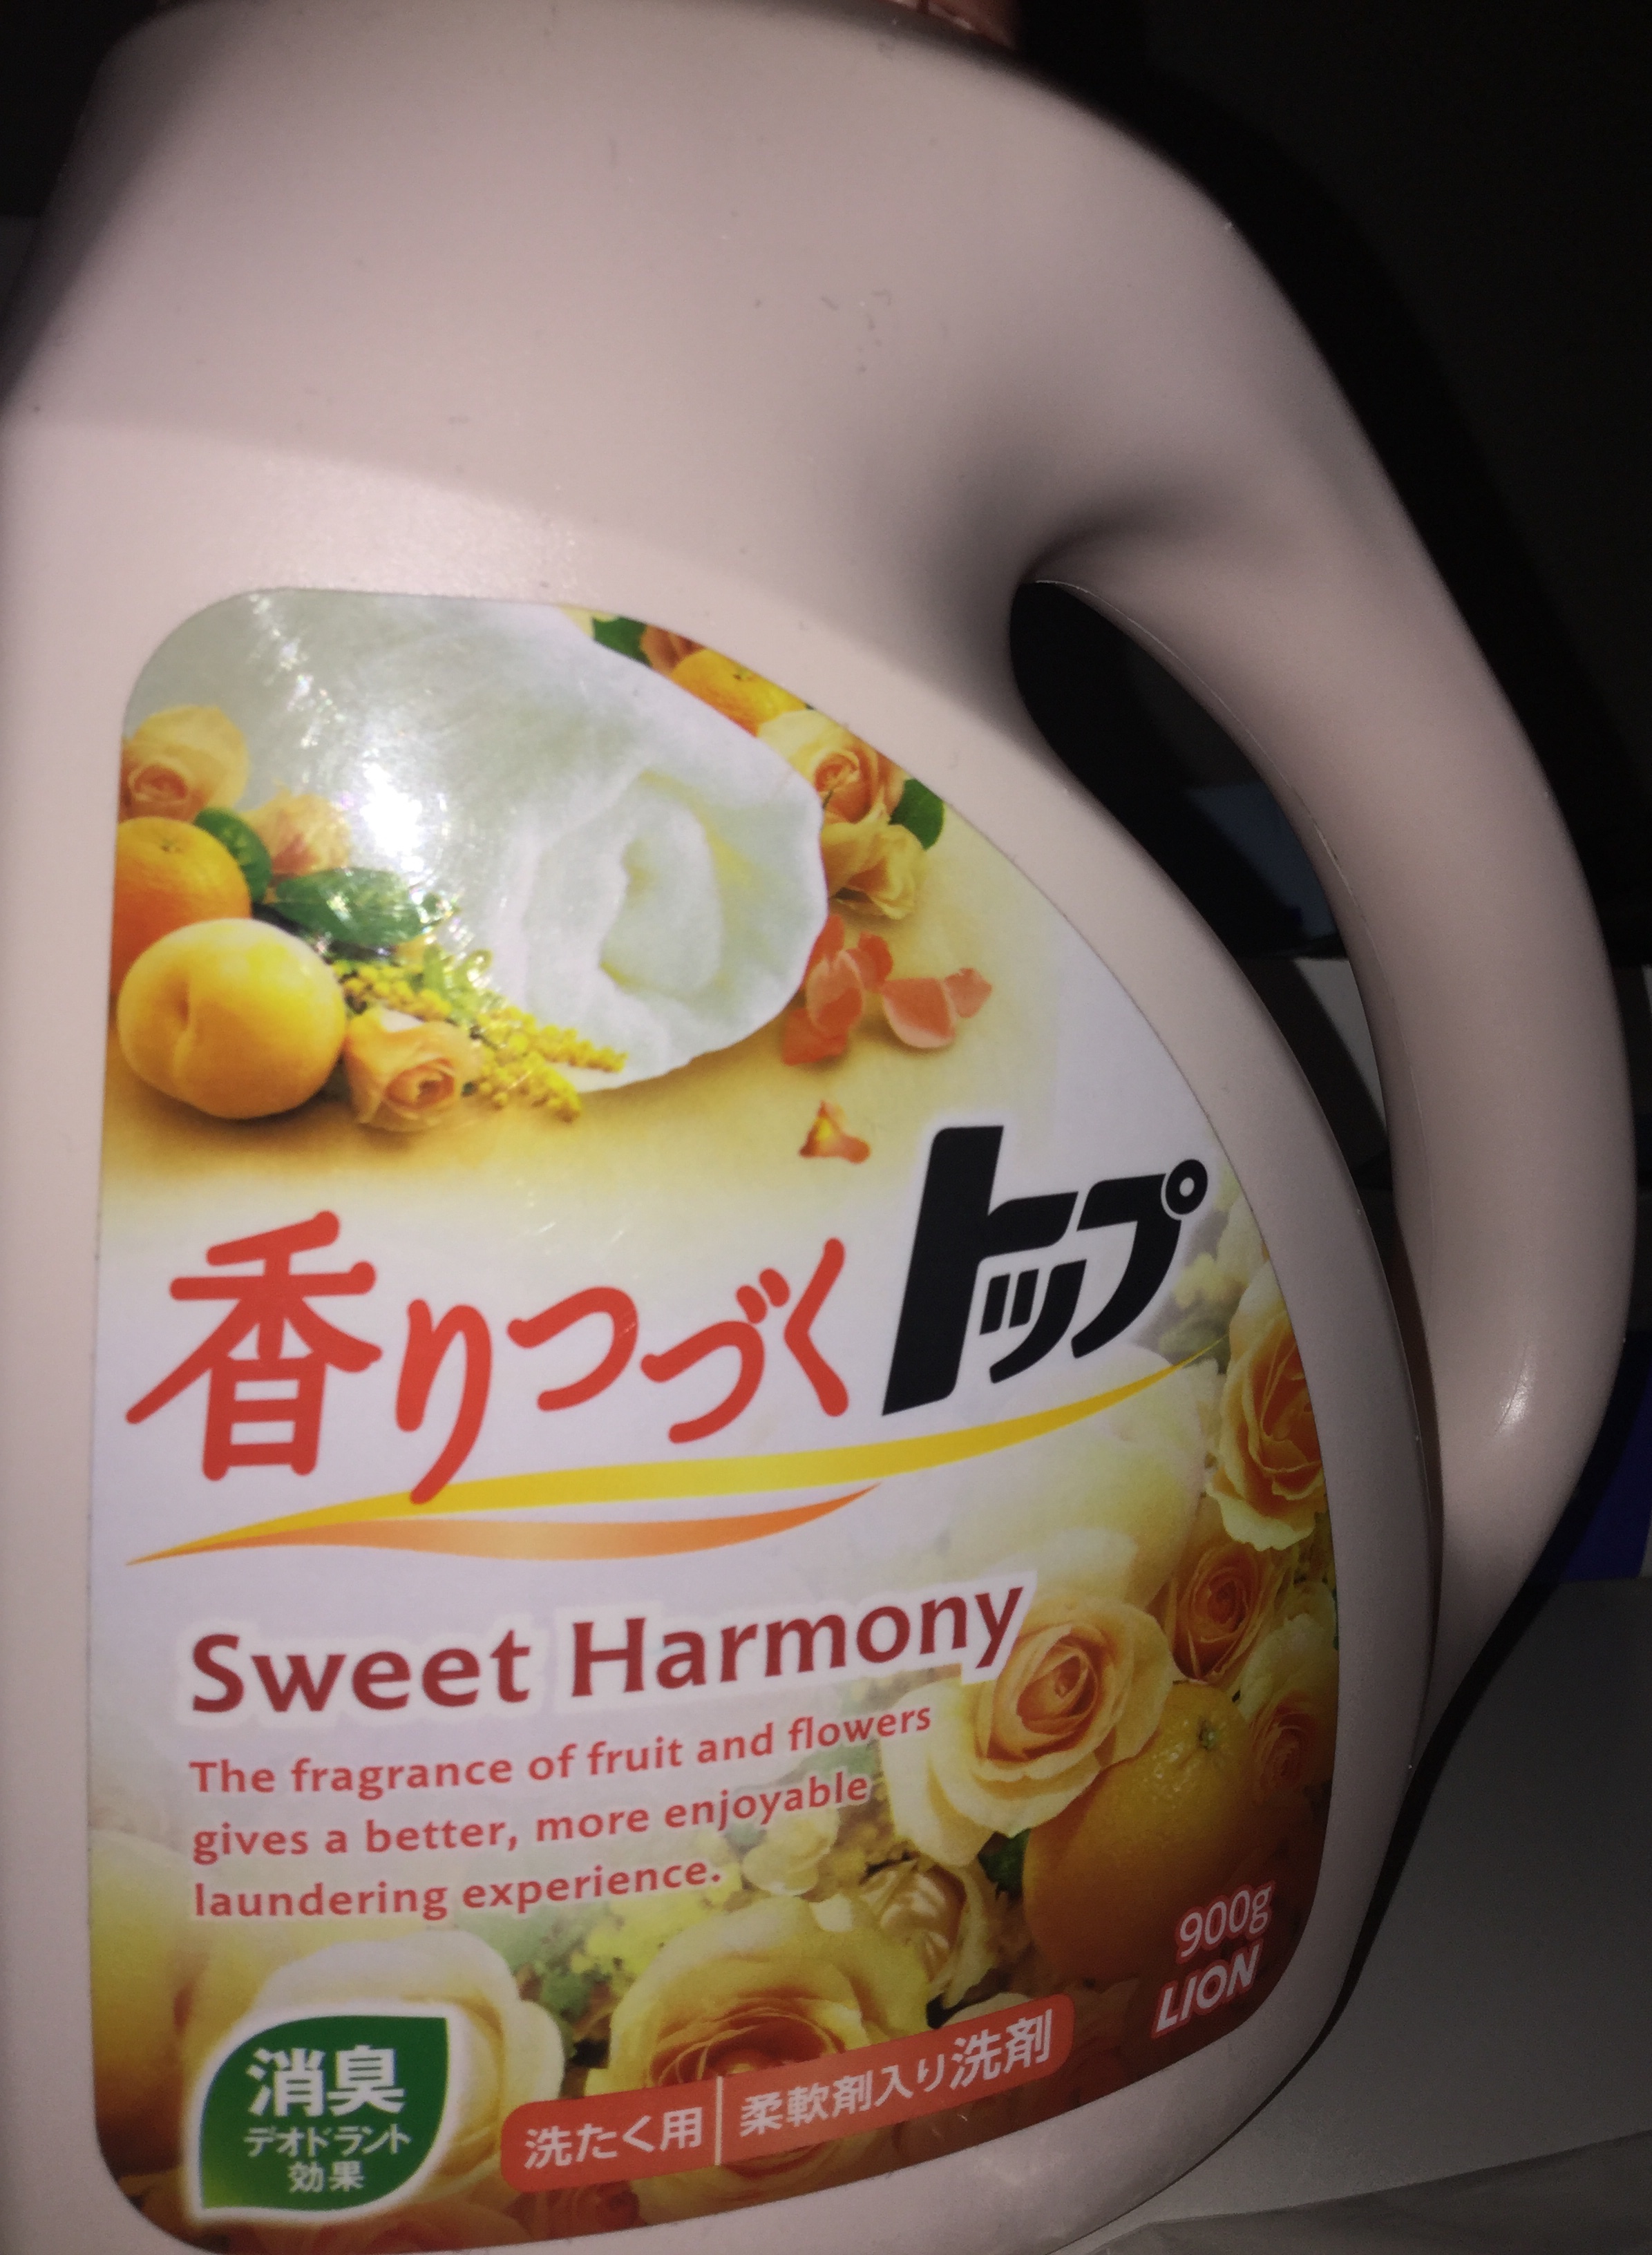 香りつづくトップ
Sweet Harmony
The fragrance of fruit and flowers
gives a better, more enjoyable
laundering experience.
900g
LION
消臭
デオドラント
効果
洗たく用 柔軟剤入り洗剤